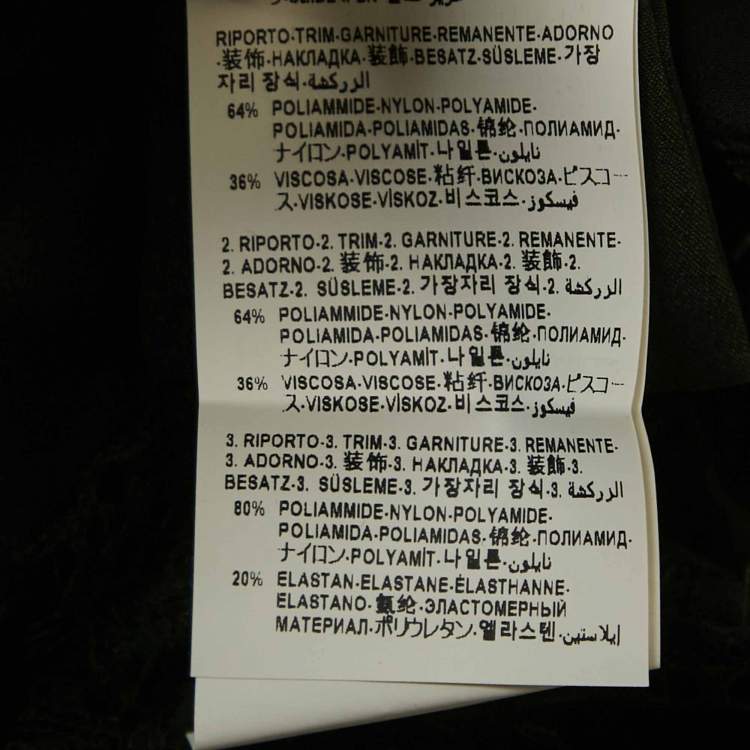 RIPORTO-TRIM-GARNITURE-REMANENTE-ADORNO
-装饰-НАКЛАДКА-装飾-BESATZ-SÜSLEME-가장
자리 장식-الزركشة
64% POLIAMMIDE-NYLON-POLYAMIDE-
POLIAMIDA-POLIAMIDAS-锦纶-ПОЛИАМИД-
ナイロン-POLYAMİT-나일론-نايلون
36% VISCOSA-VISCOSE-粘纤-ВИСКОЗА-ビスコー
ス-VISKOSE-VİSKOZ-비스코스-فيسكوز
2. RIPORTO-2. TRIM-2. GARNITURE-2. REMANENTE-
2. ADORNO-2. 装饰-2. НАКЛАДКА-2. 装飾-2.
BESATZ-2. SÜSLEME-2. 가장자리 장식-2. الزركشة
64% POLIAMMIDE-NYLON-POLYAMIDE-
POLIAMIDA-POLIAMIDAS-锦纶-ПОЛИАМИД-
ナイロン-POLYAMİT-나일론-نايلون
36% VISCOSA-VISCOSE-粘纤-ВИСКОЗА-ビスコー
ス-VISKOSE-VİSKOZ-비스코스-فيسكوز
3. RIPORTO-3. TRIM-3. GARNITURE-3. REMANENTE-
3. ADORNO-3. 装饰-3. НАКЛАДКА-3. 装飾-3.
BESATZ-3. SÜSLEME-3. 가장자리 장식-3. الزركشة
80% POLIAMMIDE-NYLON-POLYAMIDE-
POLIAMIDA-POLIAMIDAS-锦纶-ПОЛИАМИД-
ナイロン-POLYAMİT-나일론-نايلون
20% ELASTAN-ELASTANE-ÉLASTHANNE-
ELASTANO-氨纶-ЭЛАСТОМЕРНЫЙ
МАТЕРИАЛ-ポリウレタン-엘라스텐-إيلاستين